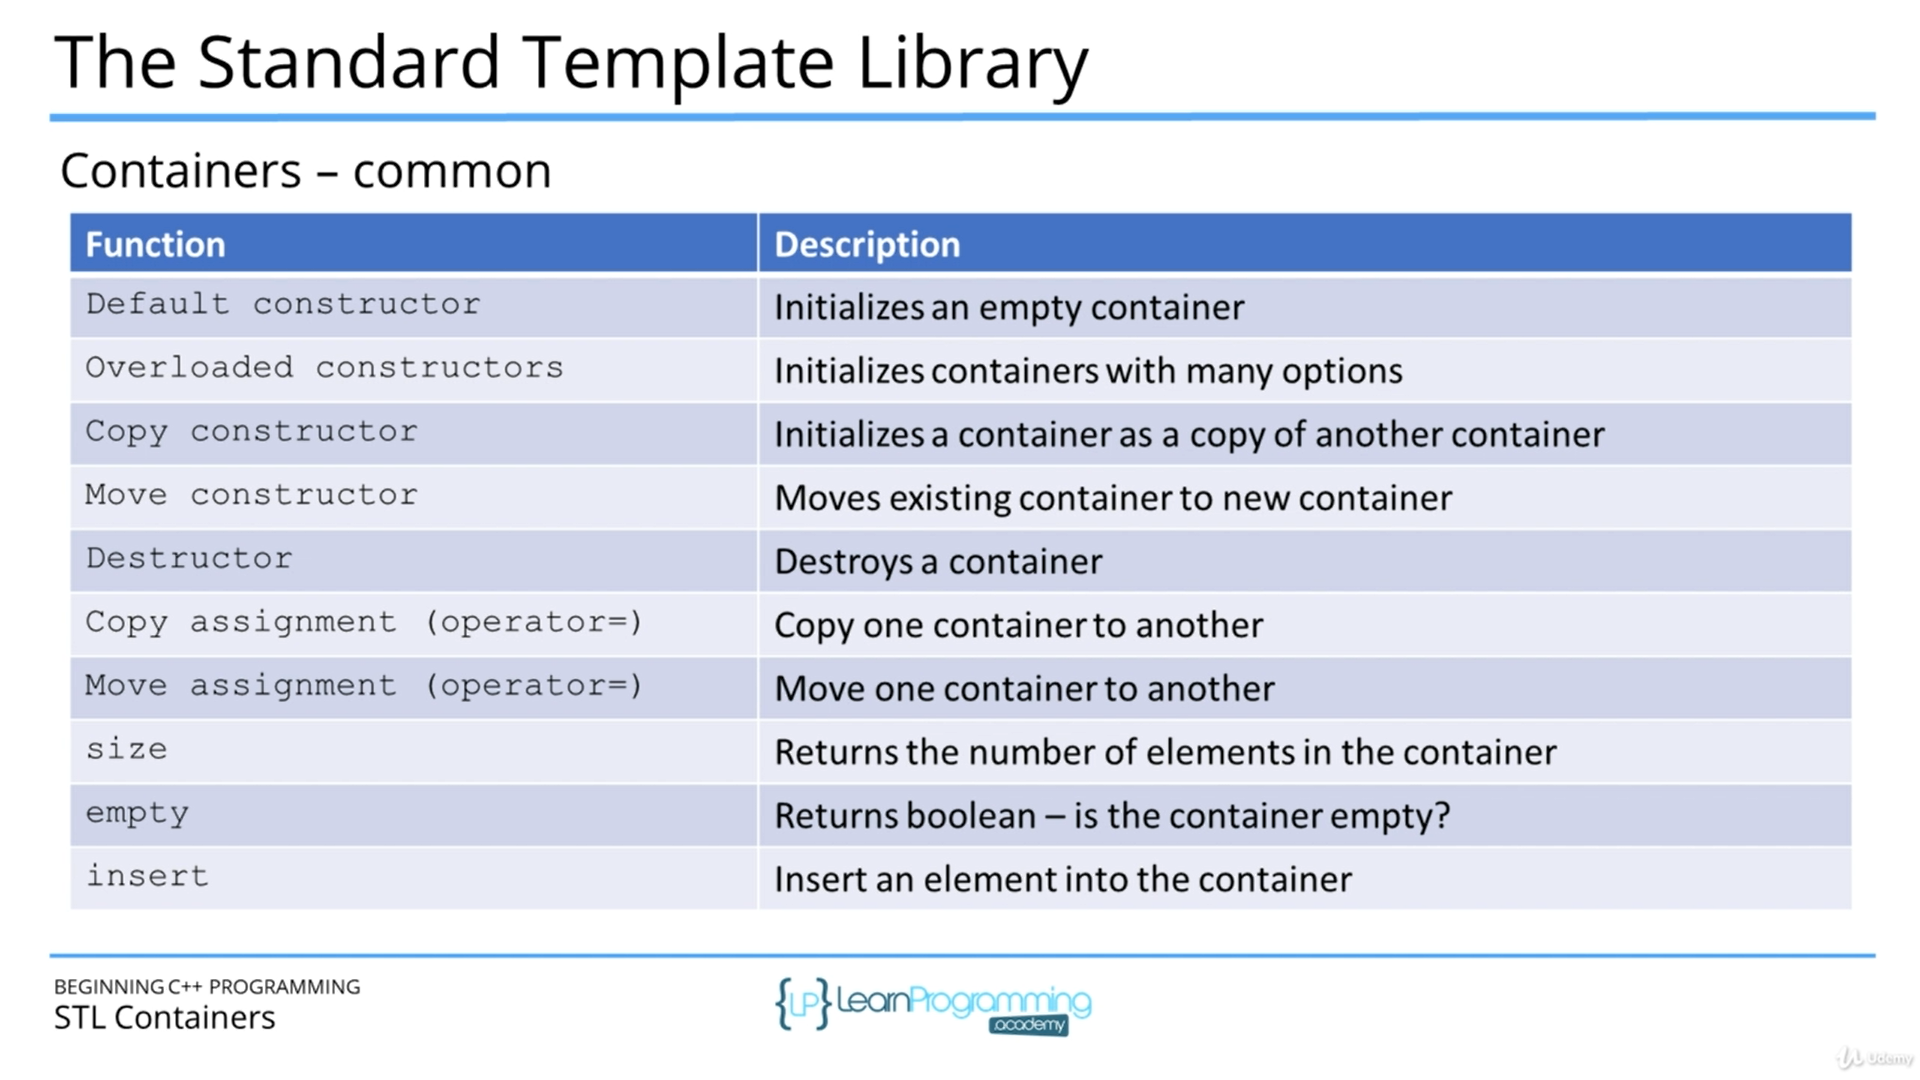 The Standard Template Library
Containers – common
Function Description
Default constructor Initializes an empty container
Overloaded constructors Initializes containers with many options
Copy constructor Initializes a container as a copy of another container
Move constructor Moves existing container to new container
Destructor Destroys a container
Copy assignment (operator=) Copy one container to another
Move assignment (operator=) Move one container to another
size Returns the number of elements in the container
empty Returns boolean – is the container empty?
insert Insert an element into the container
BEGINNING C++ PROGRAMMING
STL Containers
{LP} LearnProgramming
academy
Udemy